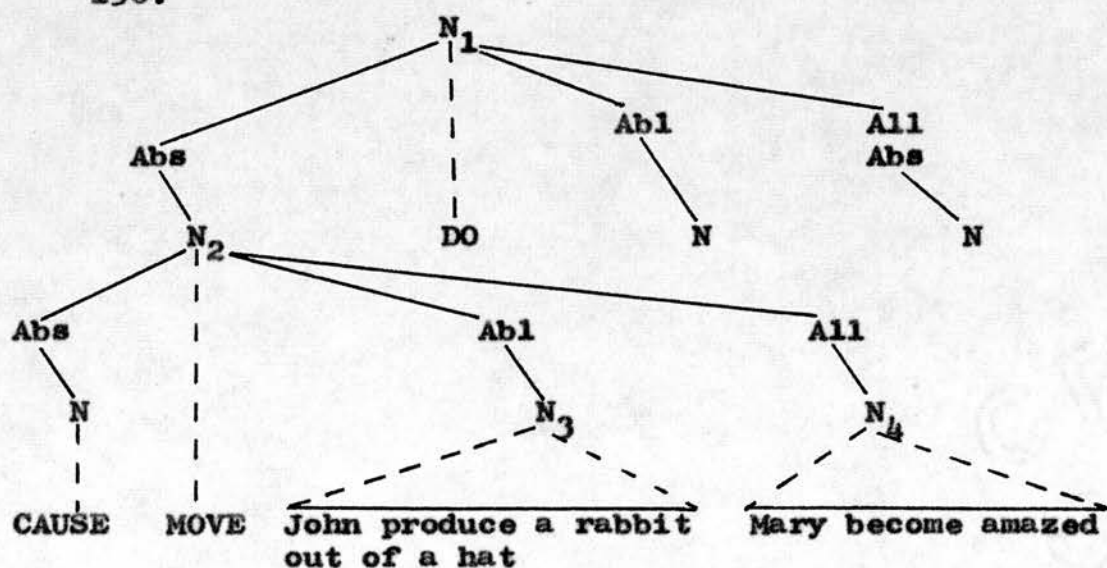 N1
Abl All
Abs Abs
N2 DO N N
Abs Abl All
N N3 N4
CAUSE MOVE John produce a rabbit Mary become amazed
out of a hat